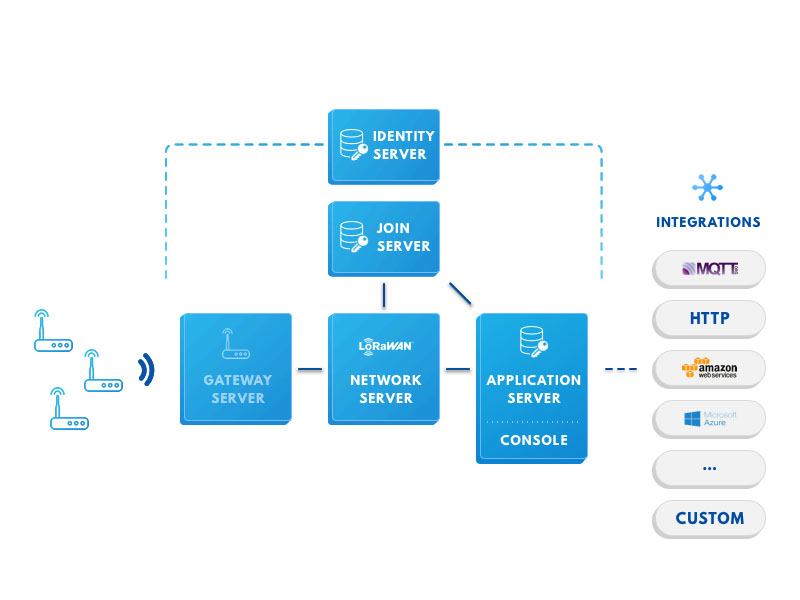 IDENTITY
SERVER
JOIN
SERVER
INTEGRATIONS
MQTT
HTTP
amazon
web services
Microsoft
Azure
...
CUSTOM
GATEWAY
SERVER
LoRaWAN
NETWORK
SERVER
APPLICATION
SERVER
CONSOLE